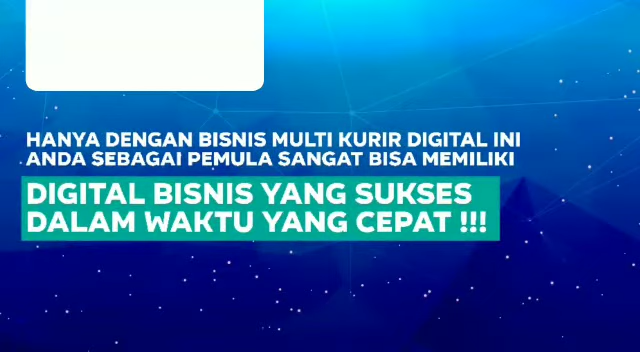 HANYA DENGAN BISNIS MULTI KURIR DIGITAL INI
ANDA SEBAGAI PEMULA SANGAT BISA MEMILIKI
DIGITAL BISNIS YANG SUKSES
DALAM WAKTU YANG CEPAT !!!